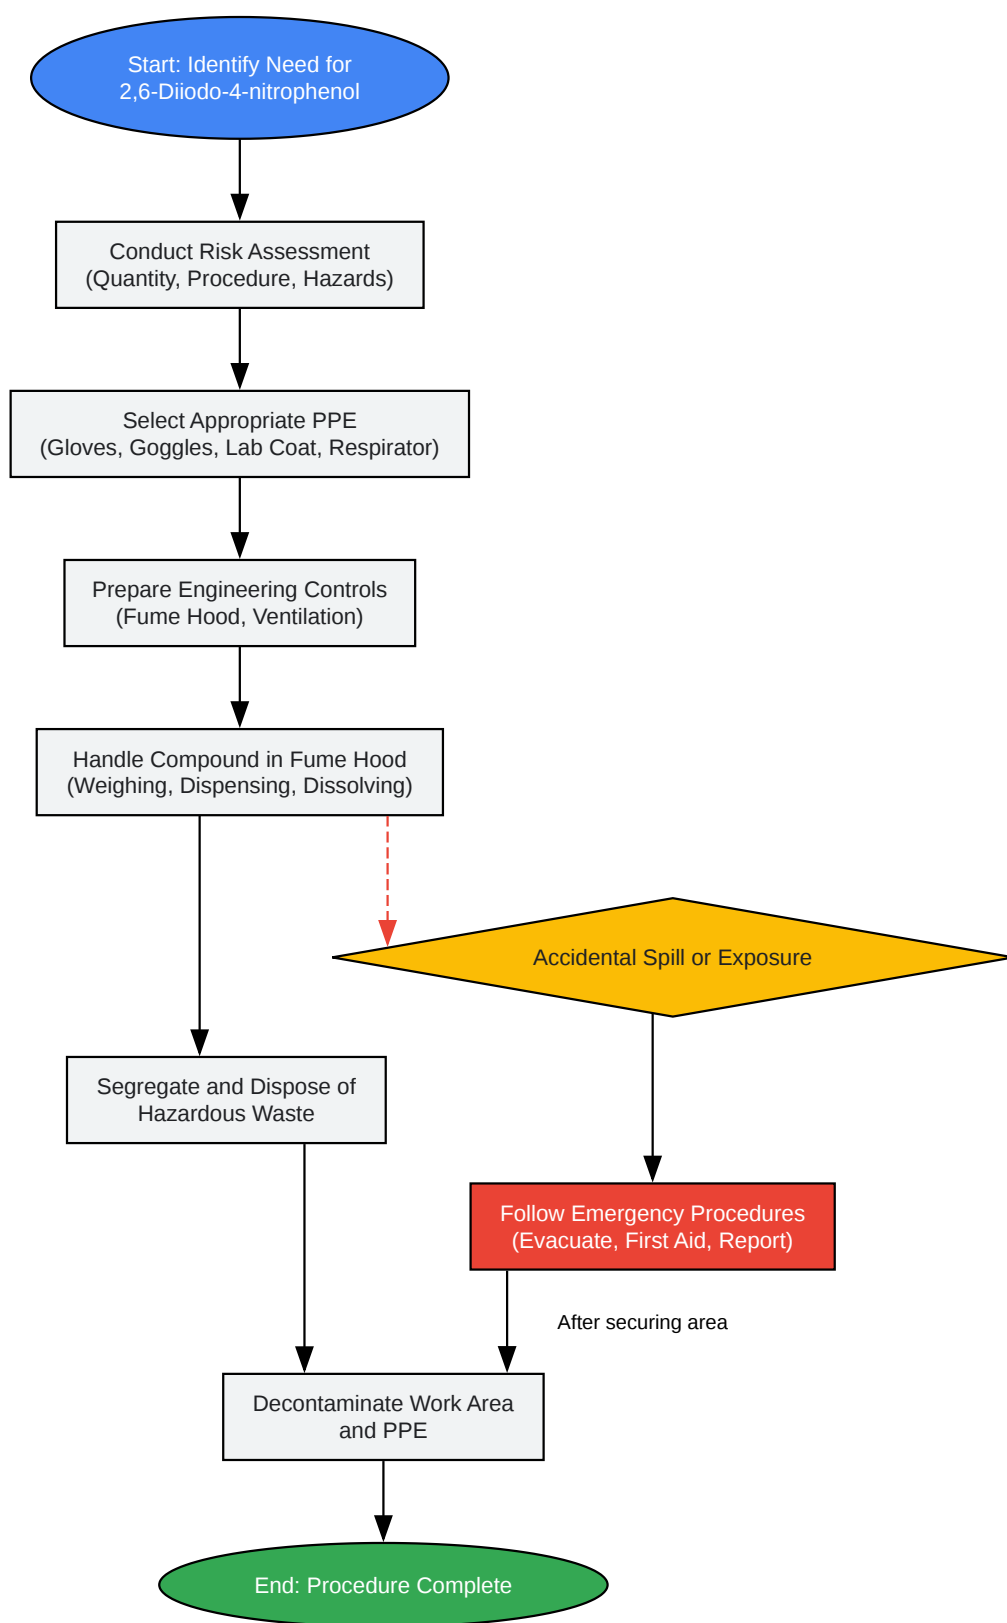 Start: Identify Need for
2,6-Diiodo-4-nitrophenol
Conduct Risk Assessment
(Quantity, Procedure, Hazards)
Select Appropriate PPE
(Gloves, Goggles, Lab Coat, Respirator)
Prepare Engineering Controls
(Fume Hood, Ventilation)
Handle Compound in Fume Hood
(Weighing, Dispensing, Dissolving)
Accidental Spill or Exposure
Segregate and Dispose of
Hazardous Waste
Follow Emergency Procedures
(Evacuate, First Aid, Report)
After securing area
Decontaminate Work Area
and PPE
End: Procedure Complete